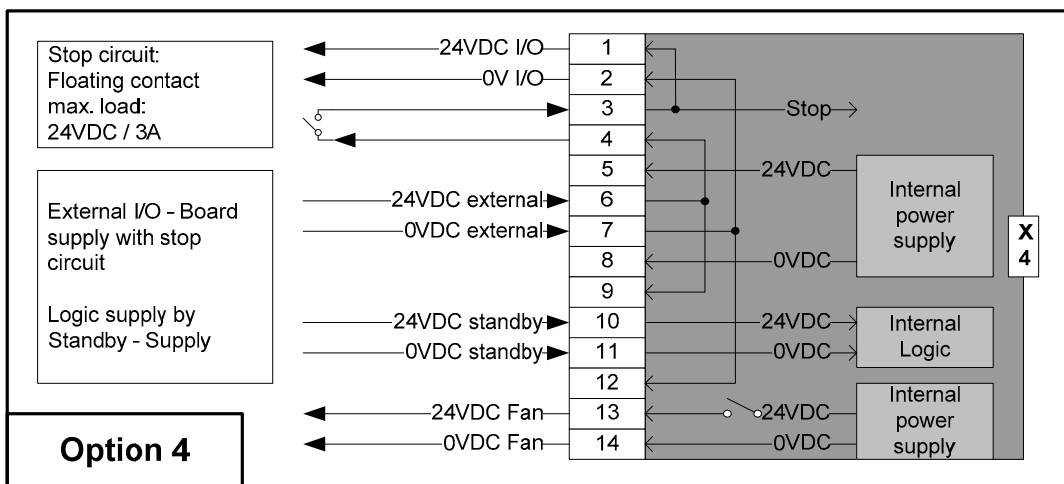 Stop circuit:
Floating contact
max. load:
24VDC / 3A
External I/O - Board
supply with stop
circuit
Logic supply by
Standby - Supply
Option 4
24VDC I/O
1
0V I/O
2
3
Stop
4
5
24VDC
24VDC external
6
0VDC external
7
8
0VDC
9
24VDC standby
10
24VDC
0VDC standby
11
0VDC
12
24VDC Fan
13
24VDC
0VDC Fan
14
0VDC
Internal
power
supply
Internal
Logic
Internal
power
supply
X
4